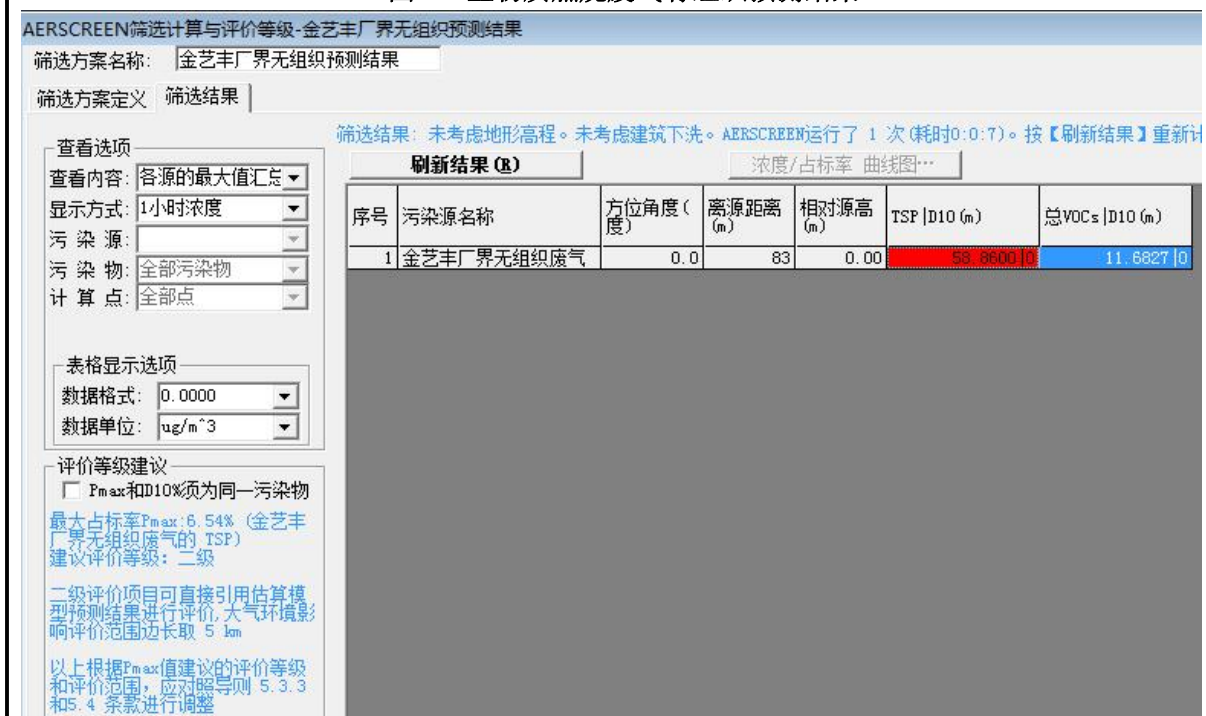 AERSCREEN筛选计算与评价等级-金艺丰厂界无组织预测结果
筛选方案名称: 金艺丰厂界无组织预测结果
筛选方案定义 筛选结果
筛选结果: 未考虑地形高程。未考虑建筑下洗。AERSCREEN运行了 1 次(耗时0:0:7)。按【刷新结果】重新计
查看选项
刷新结果(R) 浓度/占标率 曲线图…
查看内容: 各源的最大值汇总
显示方式: 1小时浓度
污 染 源:
污 染 物: 全部污染物
计 算 点: 全部点
序号 污染源名称 方位角度(度) 离源距离(m) 相对源高(m) TSP|D10(m) 总VOCs|D10(m)
1 金艺丰厂界无组织废气 0.0 83 0.00 58.8600|0 11.6827|0
表格显示选项
数据格式: 0.0000
数据单位: ug/m^3
评价等级建议
Pmax和D10%须为同一污染物
最大占标率Pmax:6.54% (金艺丰
厂界无组织废气的 TSP)
建议评价等级: 二级
二级评价项目可直接引用估算模
型预测结果进行评价,大气环境影
响评价范围边长取 5 km
以上根据Pmax值建议的评价等级
和评价范围，应对照导则 5.3.3
和5.4 条款进行调整